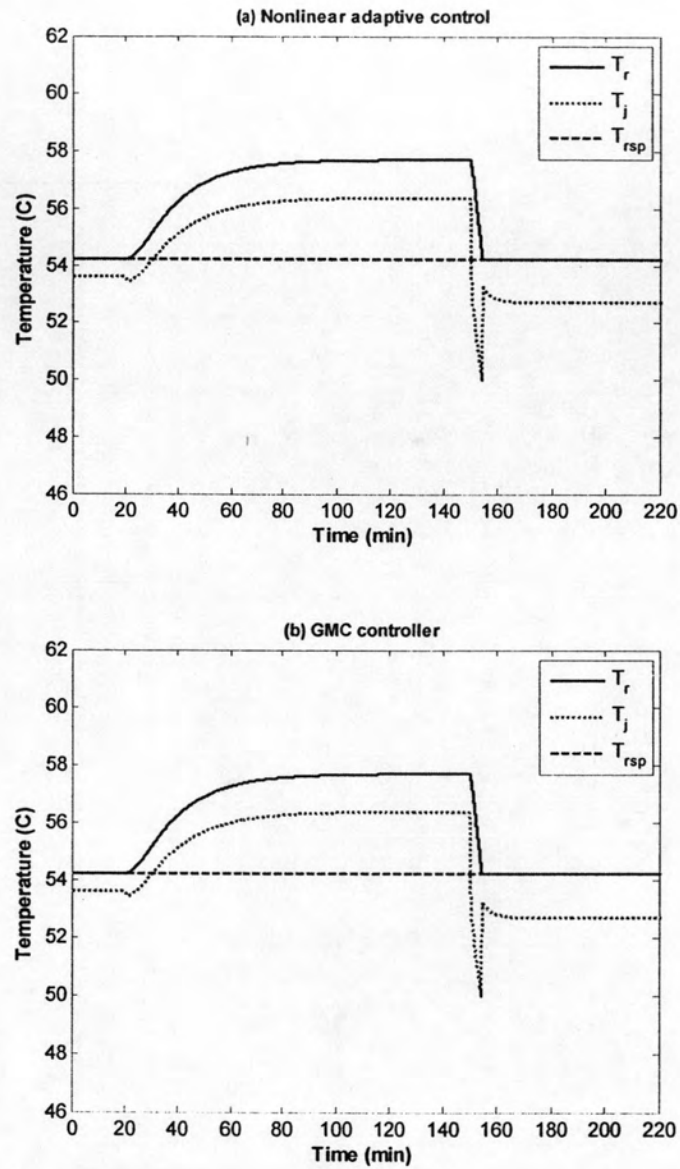 (a) Nonlinear adaptive control
62
60
58
56
54
52
50
48
46
Temperature (C)
T_r
T_j
T_rsp
0 20 40 60 80 100 120 140 160 180 200 220
Time (min)
(b) GMC controller
62
60
58
56
54
52
50
48
46
Temperature (C)
T_r
T_j
T_rsp
0 20 40 60 80 100 120 140 160 180 200 220
Time (min)